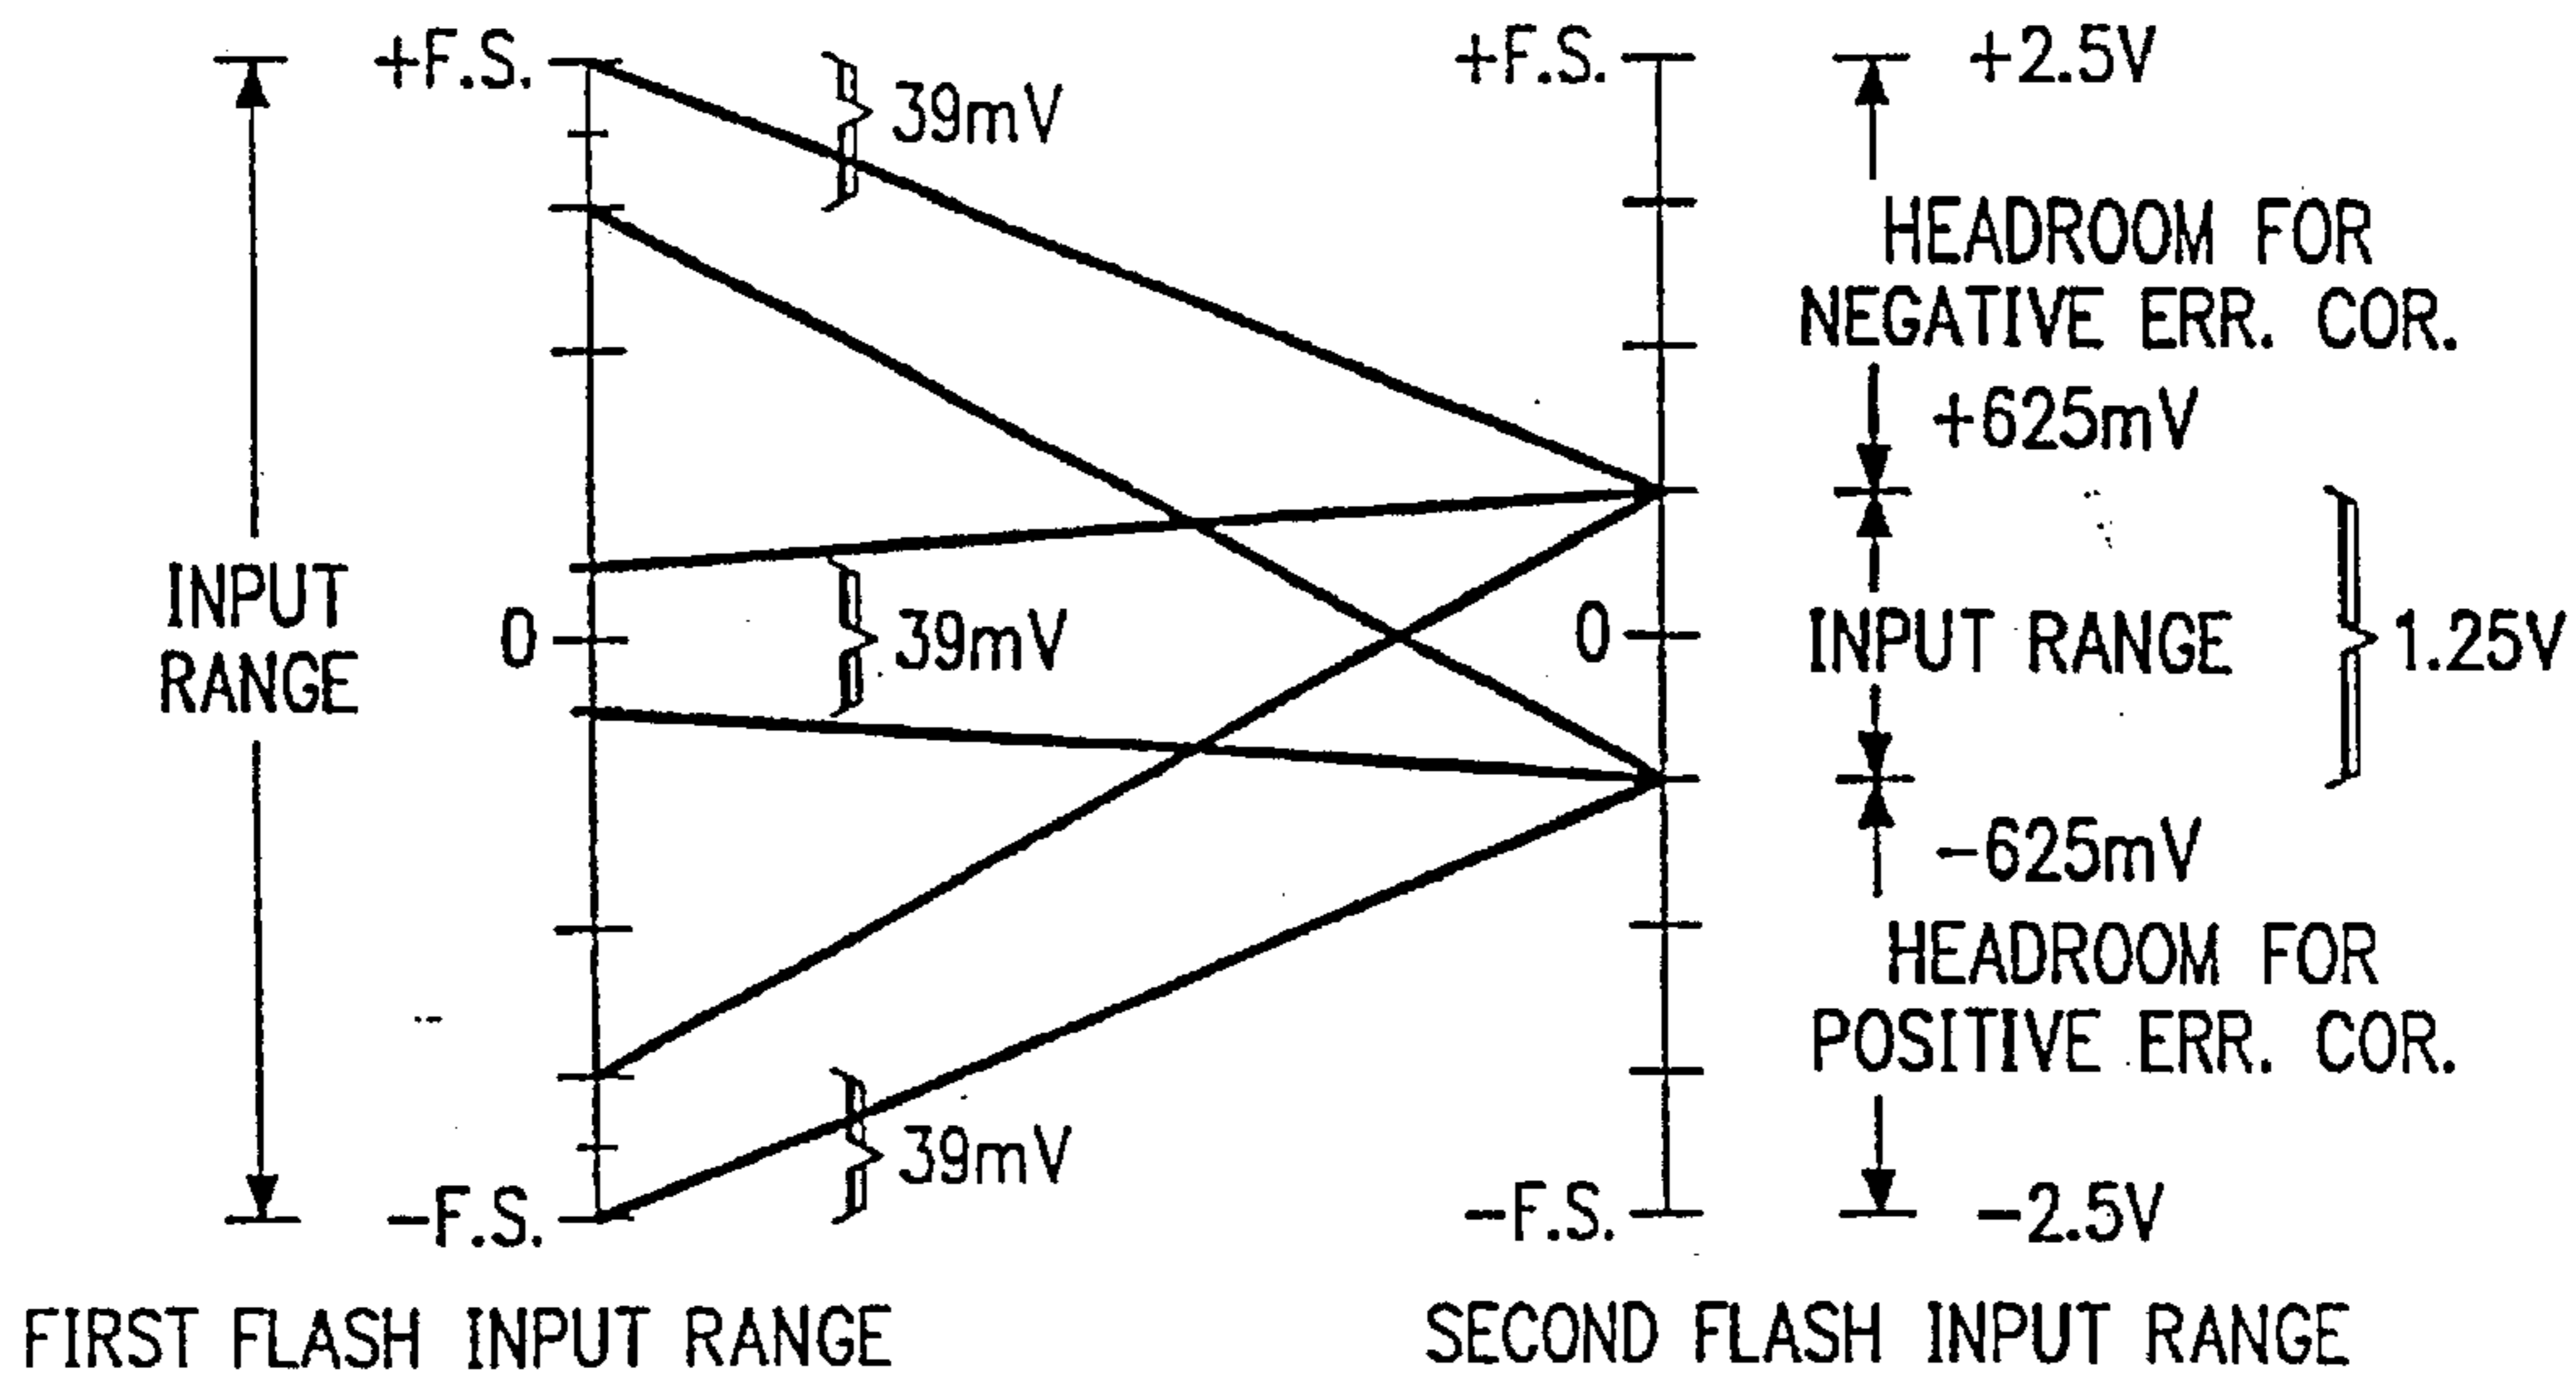 +F.S.
39mV
+F.S.
+2.5V
HEADROOM FOR
NEGATIVE ERR. COR.
+625mV
INPUT
RANGE
0
39mV
0
INPUT RANGE
1.25V
-625mV
HEADROOM FOR
POSITIVE ERR. COR.
39mV
-F.S.
-F.S.
-2.5V
FIRST FLASH INPUT RANGE
SECOND FLASH INPUT RANGE